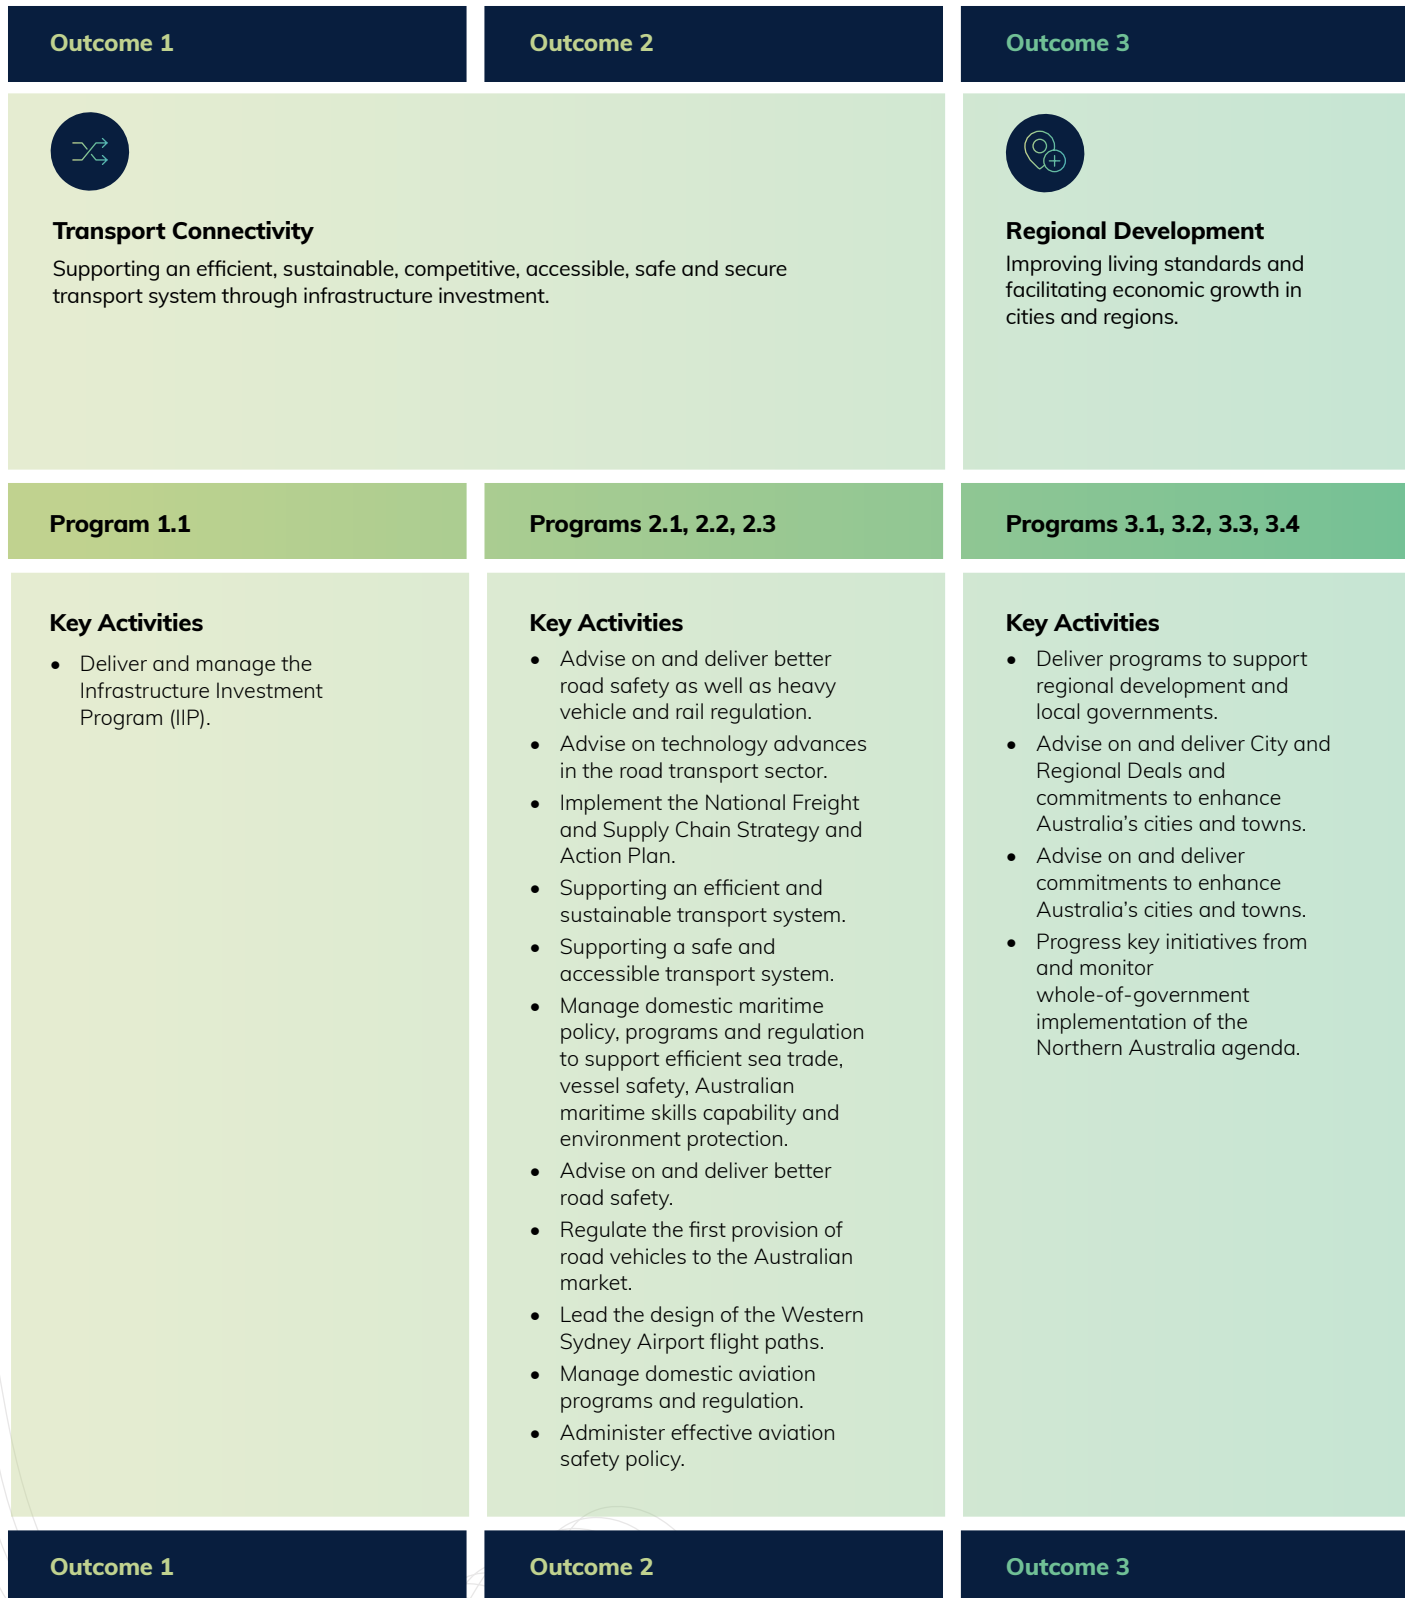 Outcome 1
Outcome 2
Outcome 3
Transport Connectivity
Supporting an efficient, sustainable, competitive, accessible, safe and secure
transport system through infrastructure investment.
Regional Development
Improving living standards and
facilitating economic growth in
cities and regions.
Program 1.1
Programs 2.1, 2.2, 2.3
Programs 3.1, 3.2, 3.3, 3.4
Key Activities
• Deliver and manage the
Infrastructure Investment
Program (IIP).
Key Activities
• Advise on and deliver better
road safety as well as heavy
vehicle and rail regulation.
• Advise on technology advances
in the road transport sector.
• Implement the National Freight
and Supply Chain Strategy and
Action Plan.
• Supporting an efficient and
sustainable transport system.
• Supporting a safe and
accessible transport system.
• Manage domestic maritime
policy, programs and regulation
to support efficient sea trade,
vessel safety, Australian
maritime skills capability and
environment protection.
• Advise on and deliver better
road safety.
• Regulate the first provision of
road vehicles to the Australian
market.
• Lead the design of the Western
Sydney Airport flight paths.
• Manage domestic aviation
programs and regulation.
• Administer effective aviation
safety policy.
Key Activities
• Deliver programs to support
regional development and
local governments.
• Advise on and deliver City and
Regional Deals and
commitments to enhance
Australia’s cities and towns.
• Advise on and deliver
commitments to enhance
Australia’s cities and towns.
• Progress key initiatives from
and monitor
whole-of-government
implementation of the
Northern Australia agenda.
Outcome 1
Outcome 2
Outcome 3